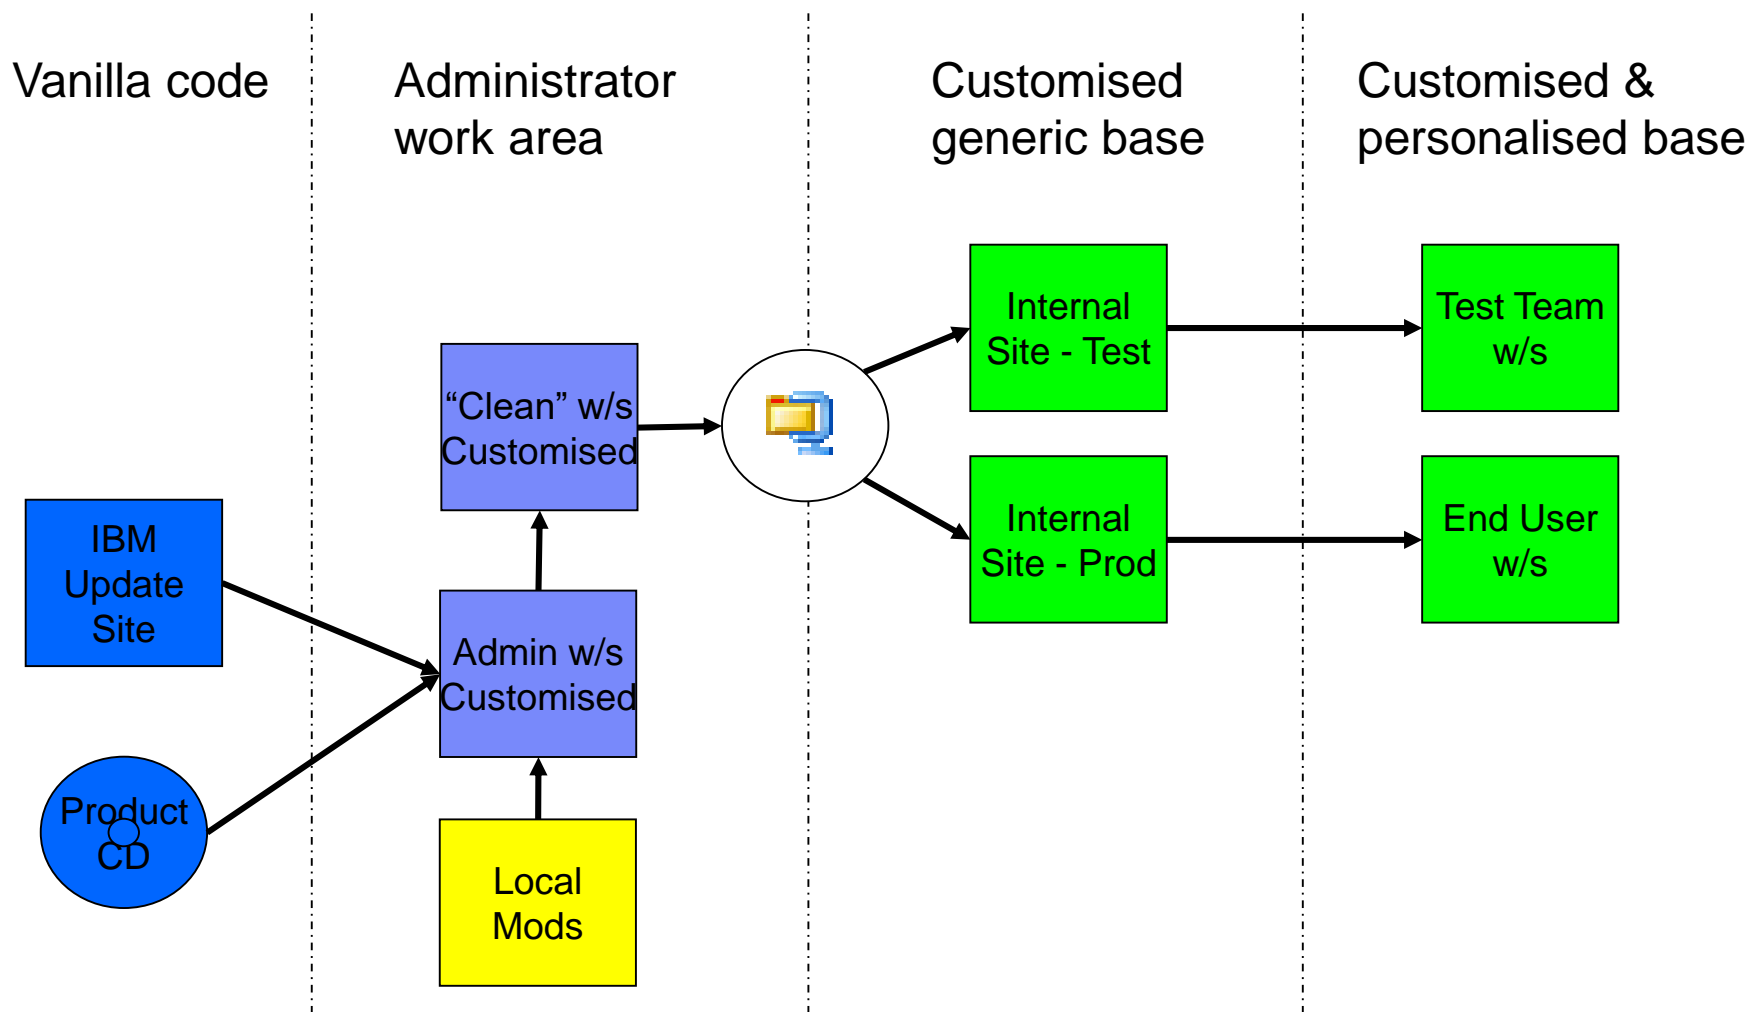 Vanilla code
Administrator
work area
Customised
generic base
Customised &
personalised base
Internal
Site - Test
Test Team
w/s
“Clean” w/s
Customised
Internal
Site - Prod
End User
w/s
IBM
Update
Site
Admin w/s
Customised
Product
CD
Local
Mods